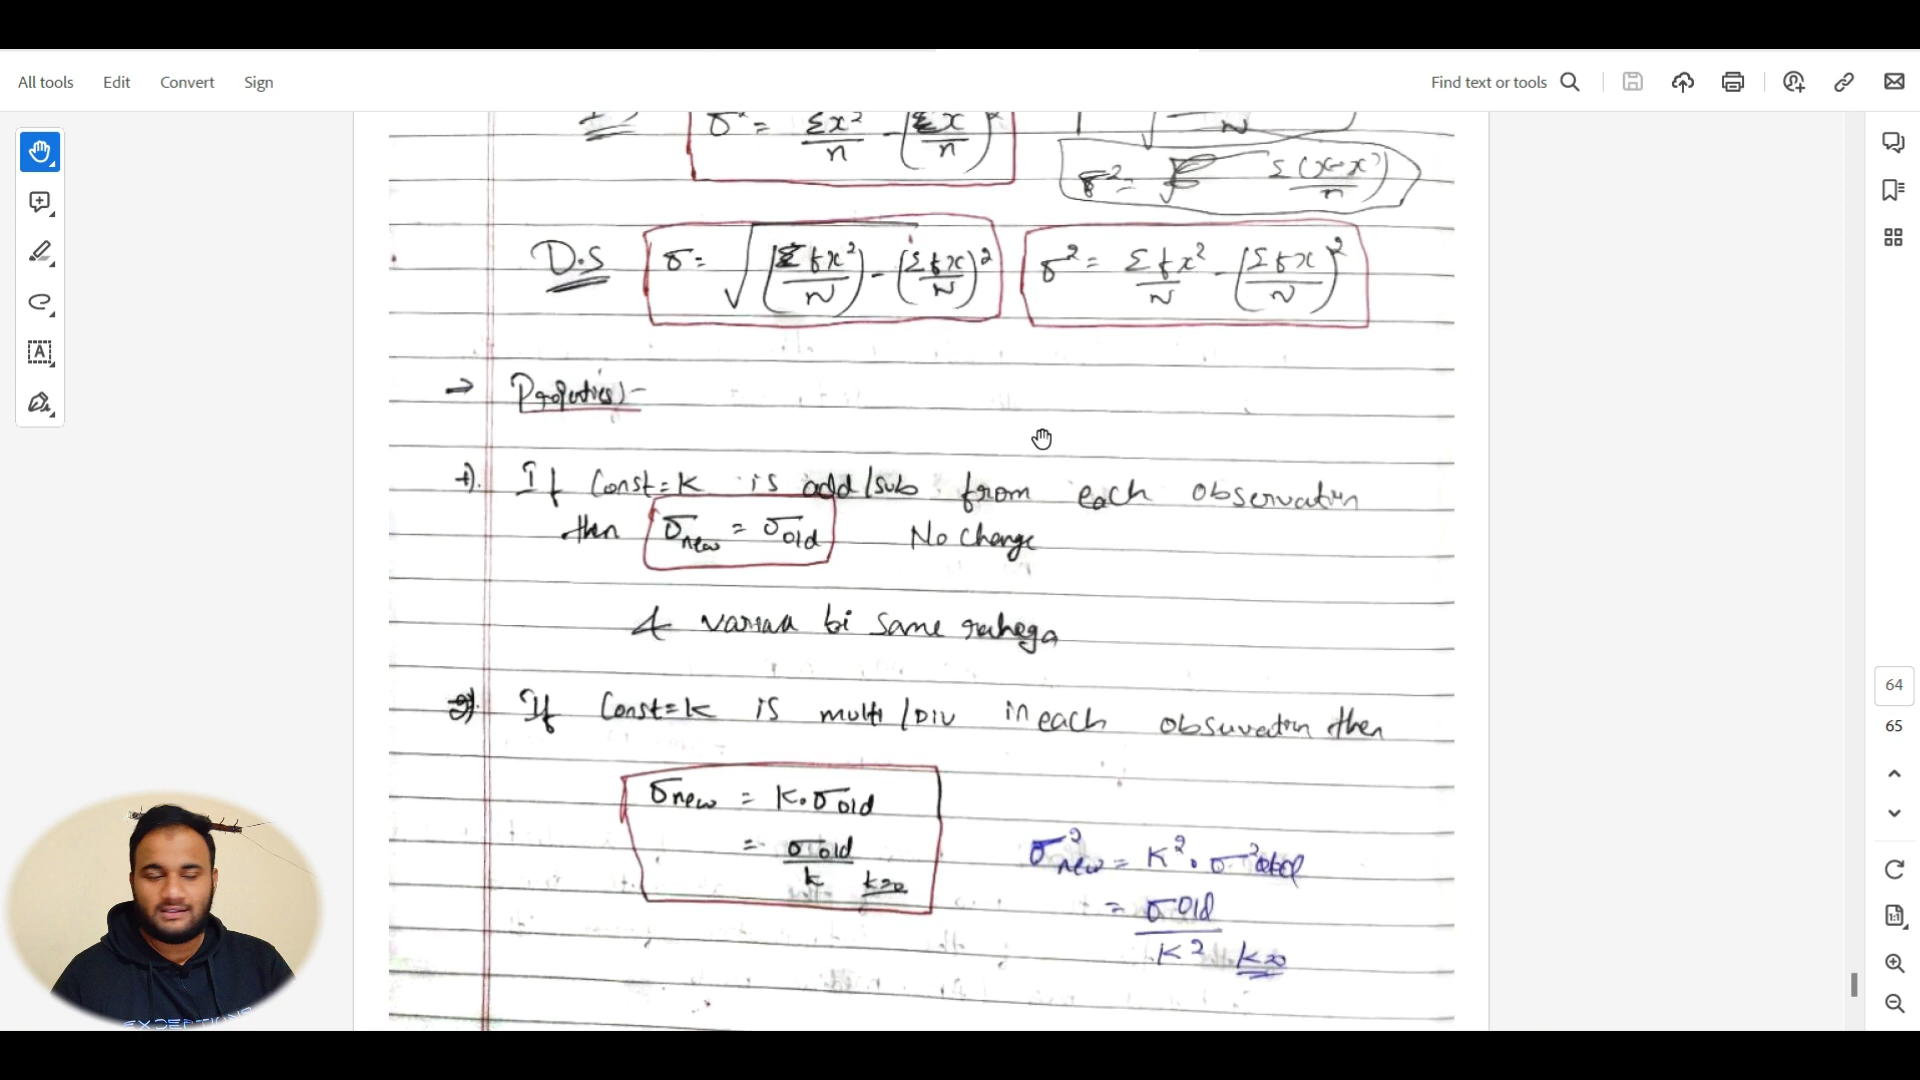 All tools Edit Convert Sign Find text or tools
σ² = Σx²/n - (Σx/n)²
N
σ² = Σ(x-x̄)/n
D.S σ = √(Σfx²/N) - (Σfx/N)² σ² = Σfx²/N - (Σfx/N)²
→ Properties:-
1). If Const = K is add/sub from each observation
then σnew = σold No Change
& varian bi same rahega
2). If Const = k is multi/Div in each observation then
σnew = K.σold
= σold/k k>0
σ²new = K².σ²old
= σold/K² k>0
64
65
EXCEPTION